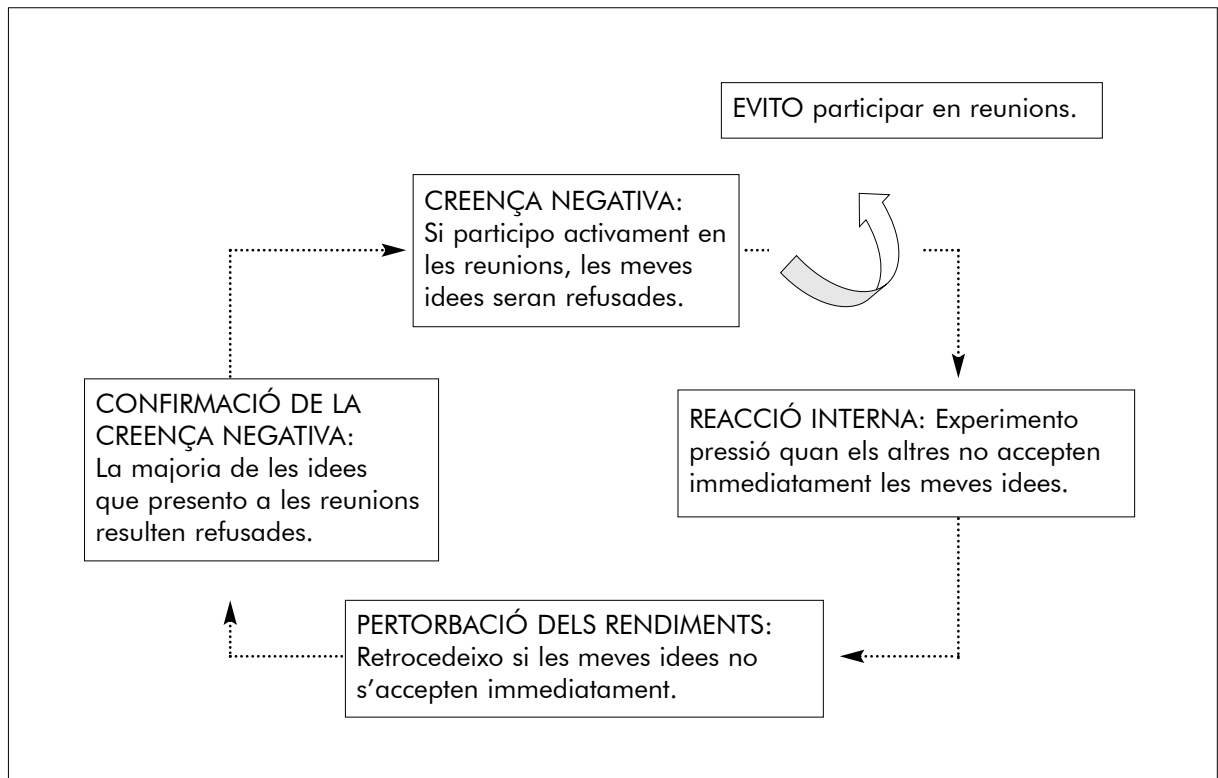 EVITO participar en reunions.
CREENÇA NEGATIVA:
Si participo activament en
les reunions, les meves
idees seran refusades.
REACCIÓ INTERNA: Experimento
pressió quan els altres no accepten
immediatament les meves idees.
PERTORBACIÓ DELS RENDIMENTS:
Retrocedeixo si les meves idees no
s’accepten immediatament.
CONFIRMACIÓ DE LA
CREENÇA NEGATIVA:
La majoria de les idees
que presento a les reunions
resulten refusades.